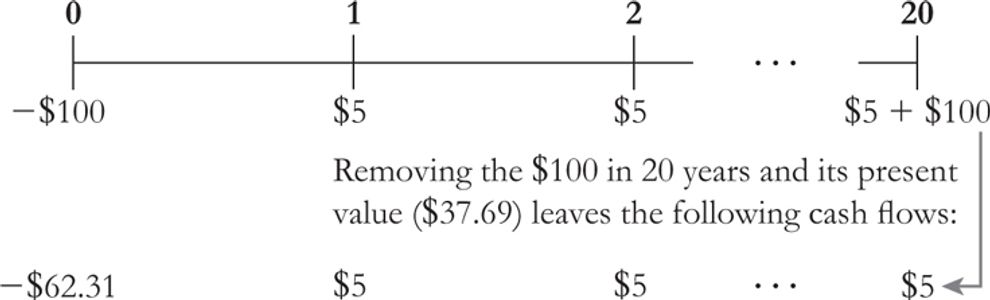 0 1 2 20
−$100 $5 $5 ... $5 + $100
Removing the $100 in 20 years and its present
value ($37.69) leaves the following cash flows:
−$62.31 $5 $5 ... $5